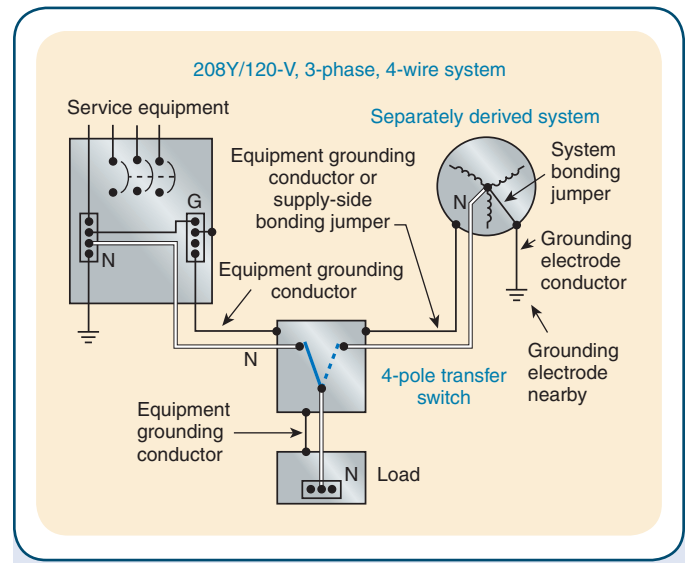 208Y/120-V, 3-phase, 4-wire system
Service equipment
Separately derived system
Equipment grounding
conductor or
supply-side
bonding jumper
System
bonding
jumper
G
N
N
Grounding
electrode
conductor
Equipment grounding
conductor
N
4-pole transfer
switch
Grounding
electrode
nearby
Equipment
grounding
conductor
N
Load